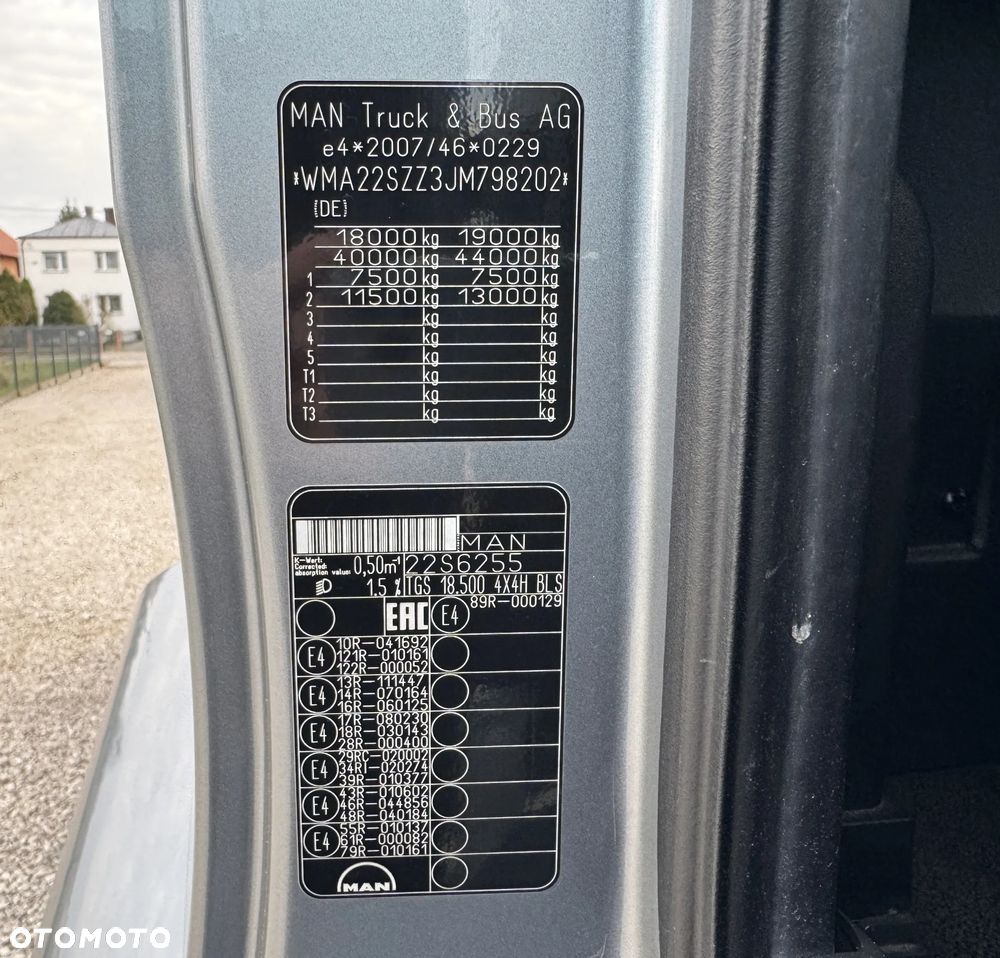 MAN Truck & Bus AG
e4*2007/46*0229
*WMA22SZZ3JM798202*
[DE]
18000 kg 19000 kg
40000 kg 44000 kg
1 7500 kg 7500 kg
2 11500 kg 13000 kg
3 kg kg
4 kg kg
5 kg kg
T1 kg kg
T2 kg kg
T3 kg kg
MAN
K-Wert:
Corrected
absorption value: 0,50m⁻¹ 22S6255
1.5 % TGS 18.500 4X4H BLS
EAC E4 89R-000129
E4 10R-041692
121R-010161
122R-000052
E4 13R-111447
14R-070164
16R-060125
E4 17R-080230
18R-030143
28R-000400
E4 29RC-020002
34RI-020274
39R-010377
E4 43R-010602
46R-044856
48R-040184
E4 55R-010137
61R-000082
79R-010161
MAN
OTOMOTO